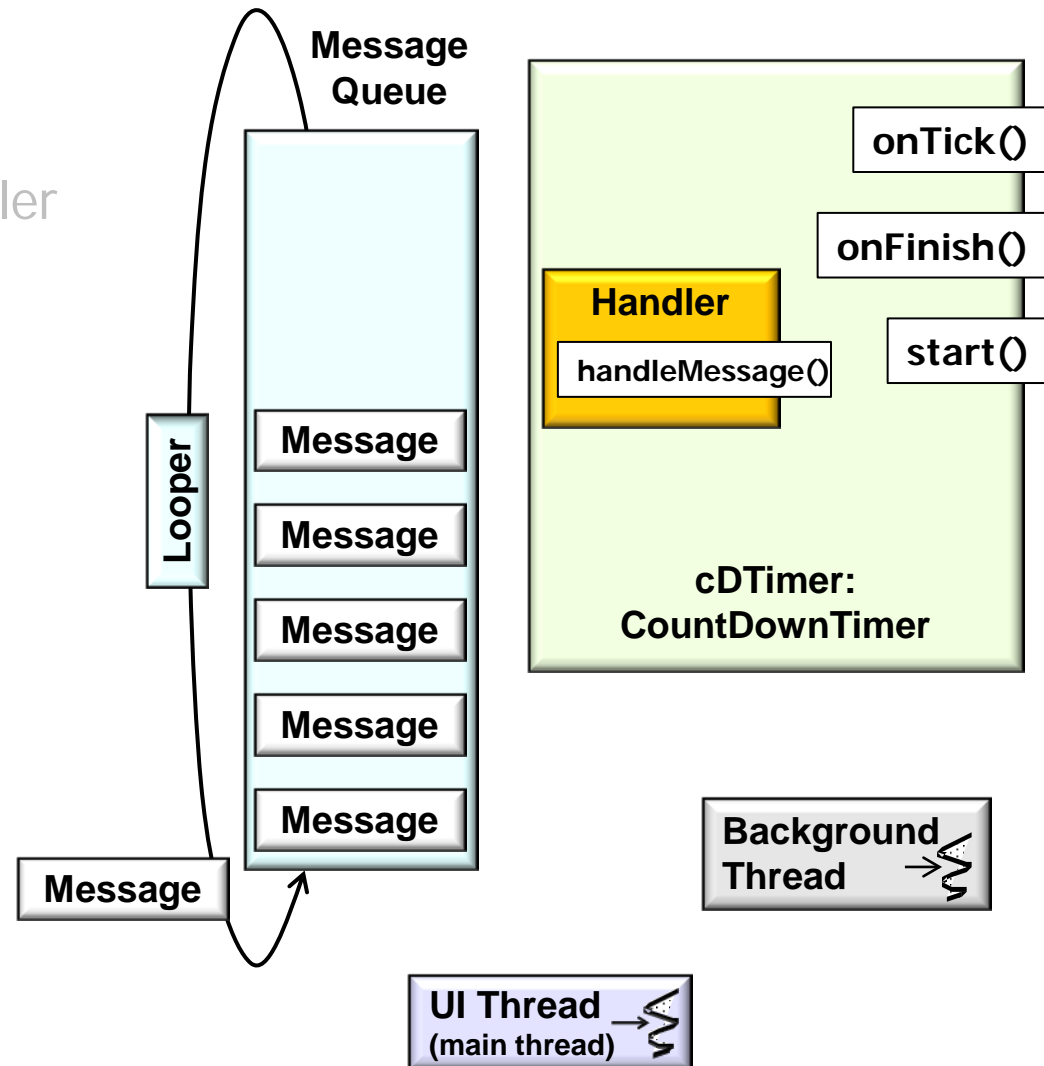 Message
Queue
ler
onTick()
onFinish()
Handler
start()
handleMessage()
Message
Looper
Message
Message
cDTimer:
CountDownTimer
Message
Message
Background
Thread
Message
UI Thread
(main thread)